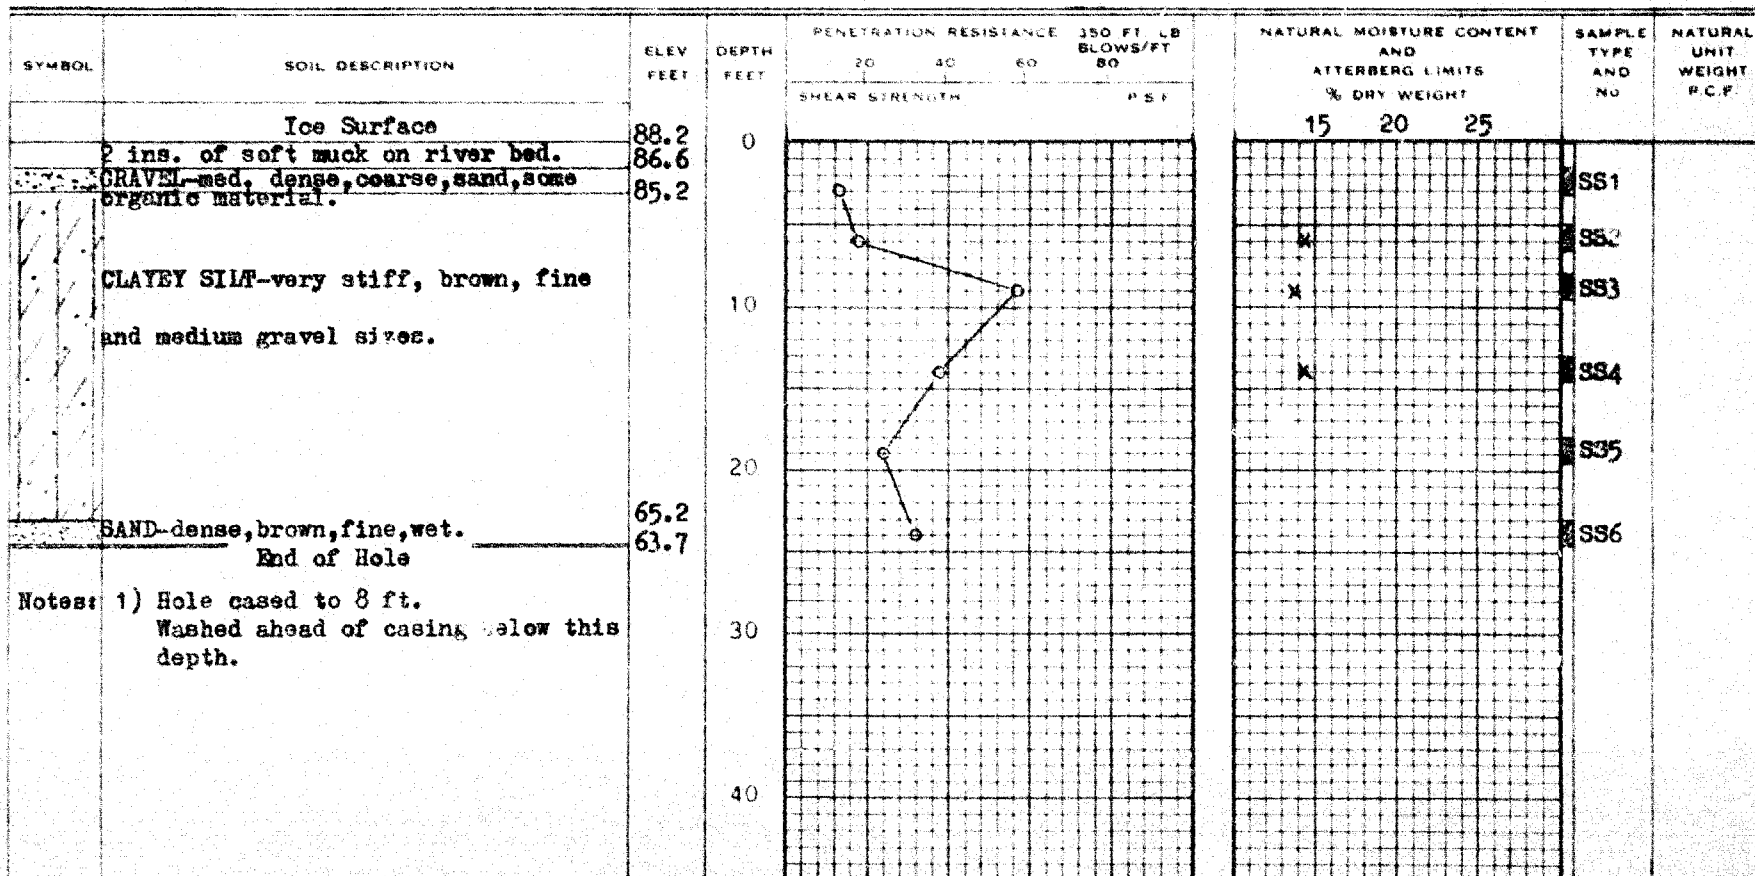 SYMBOL
SOIL DESCRIPTION
ELEV
FEET
DEPTH
FEET
PENETRATION RESISTANCE 350 FT. LB
BLOWS/FT
20 40 60 80
SHEAR STRENGTH P S F
NATURAL MOISTURE CONTENT
AND
ATTERBERG LIMITS
% DRY WEIGHT
15 20 25
SAMPLE
TYPE
AND
No
NATURAL
UNIT
WEIGHT
P.C.F.
Ice Surface
88.2
0
2 ins. of soft muck on river bed.
86.6
GRAVEL-med. dense,coarse,sand,some
organic material.
85.2
SS1
SS2
CLAYEY SILT-very stiff, brown, fine
and medium gravel sizes.
10
SS3
SS4
20
SS5
65.2
SAND-dense,brown,fine,wet.
63.7
SS6
End of Hole
Notes: 1) Hole cased to 8 ft.
Washed ahead of casing below this
depth.
30
40